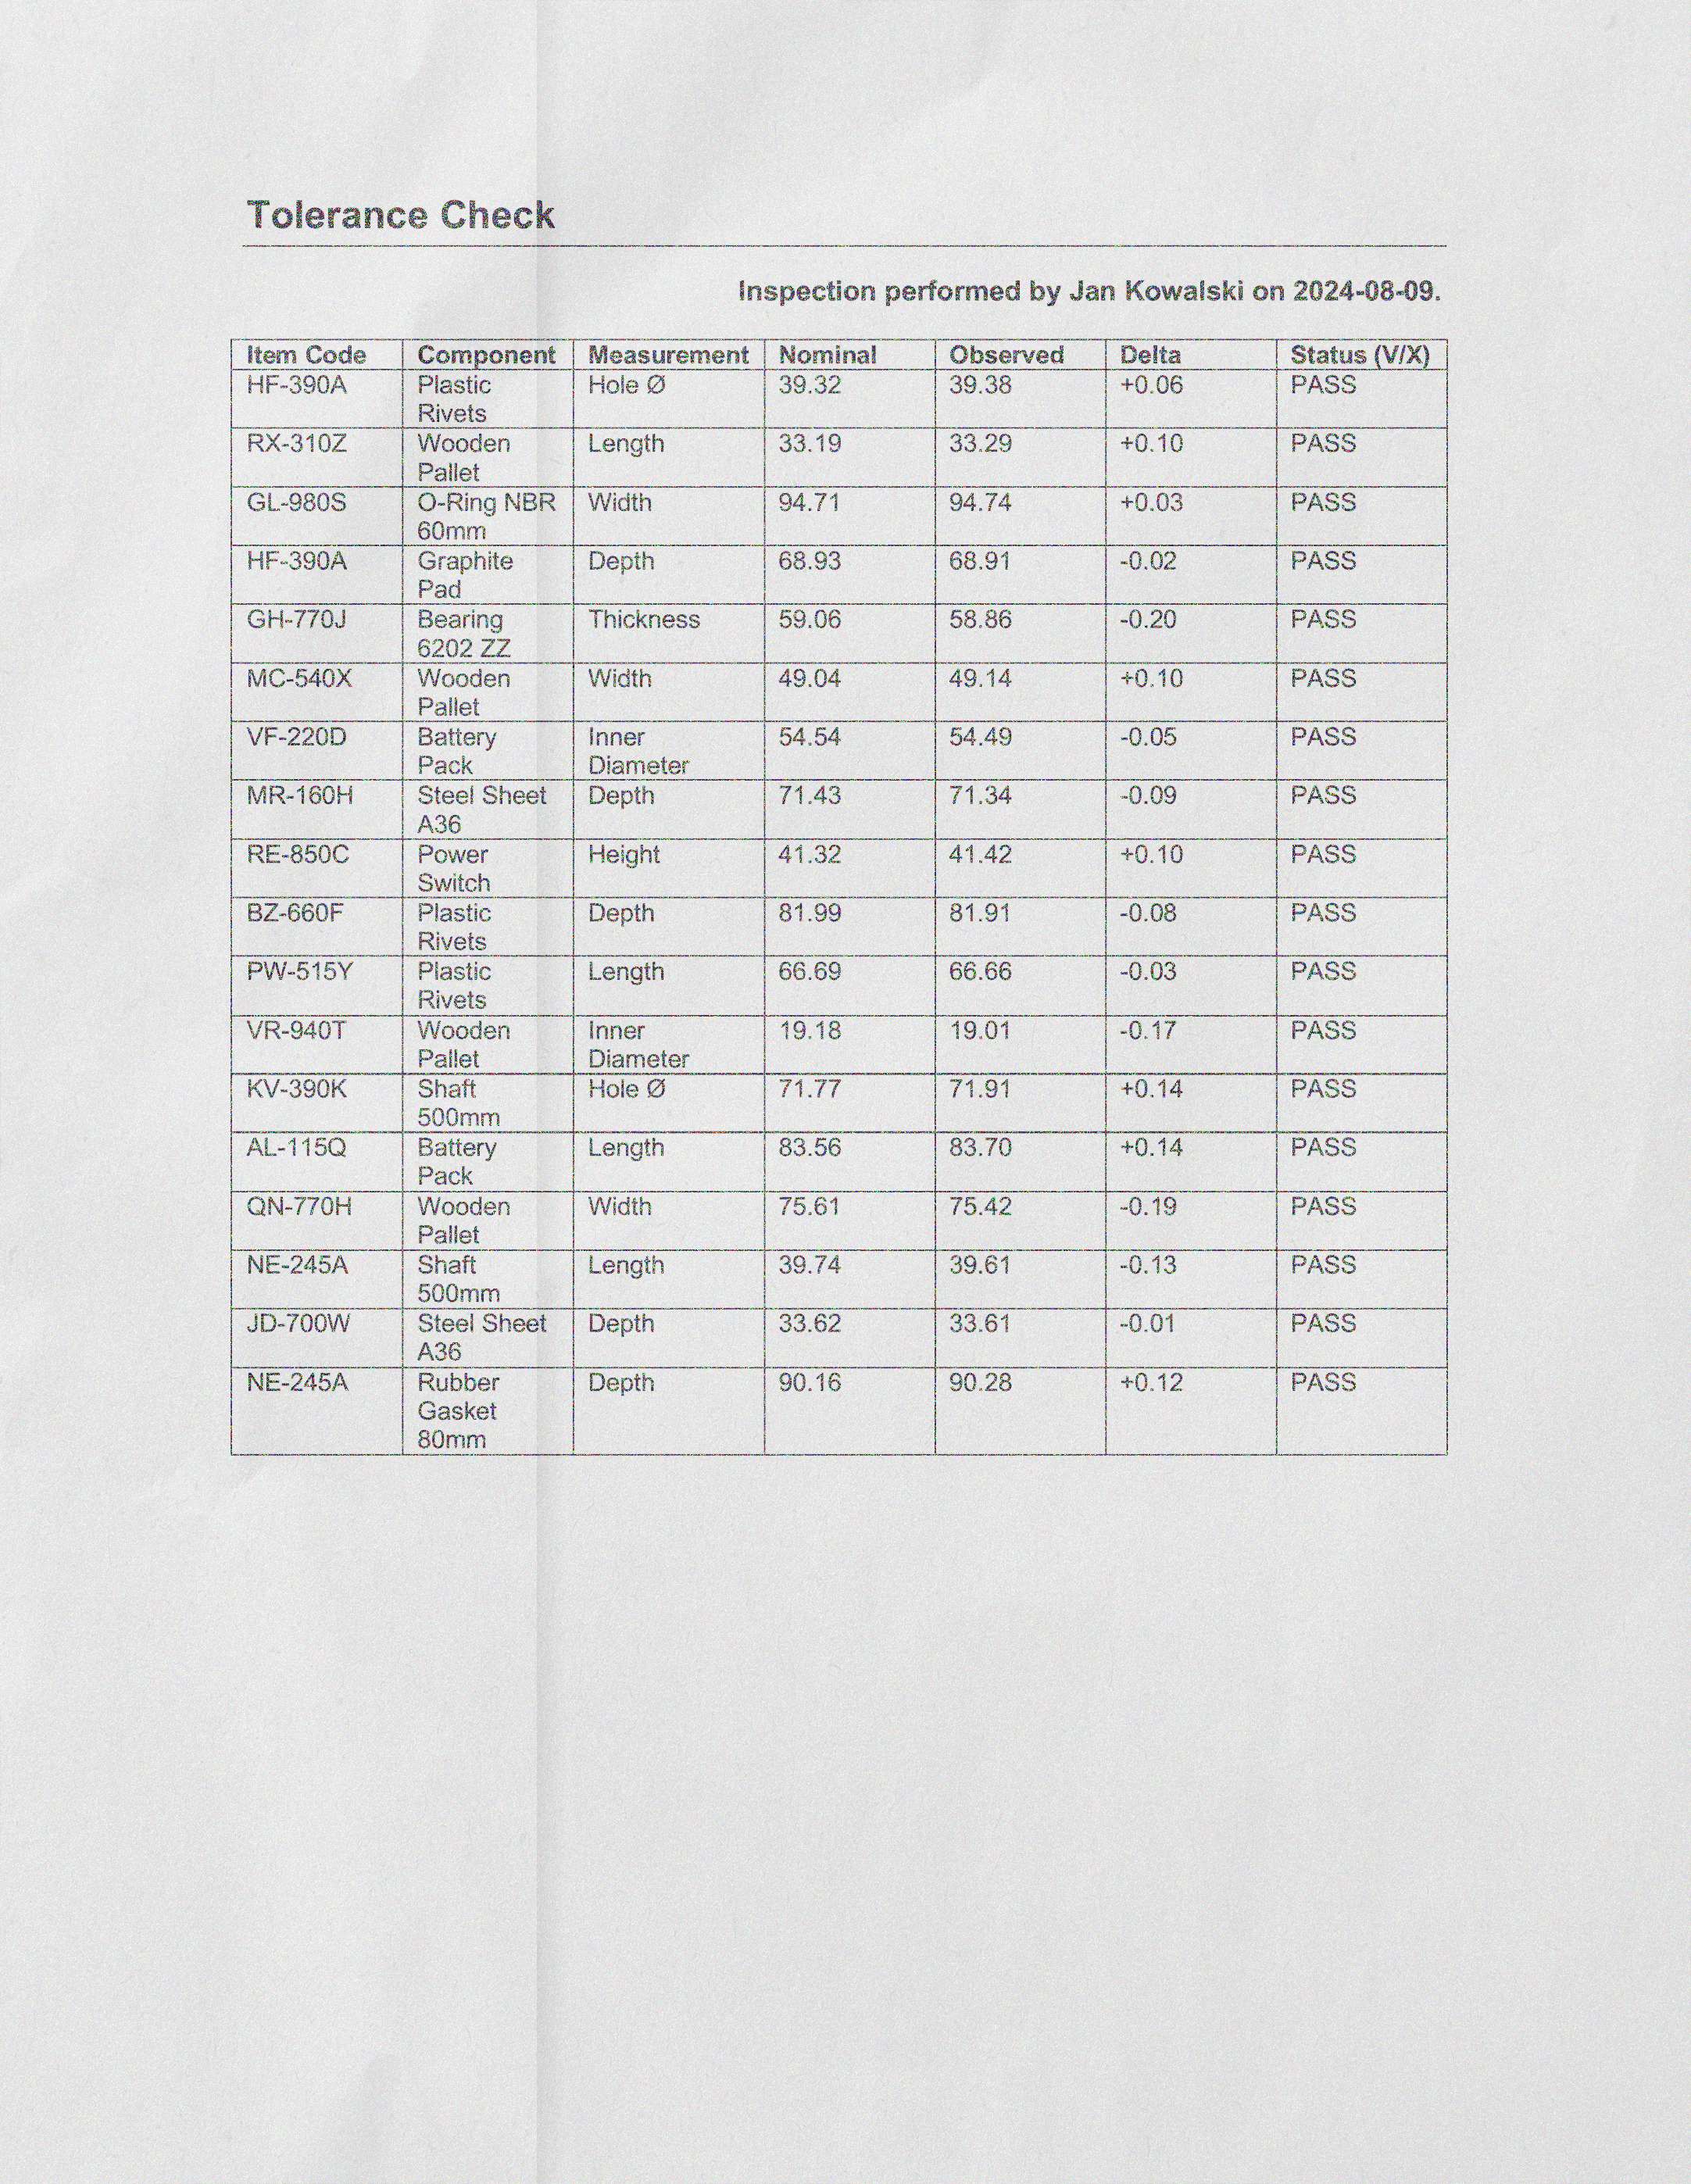 Tolerance Check
Inspection performed by Jan Kowalski on 2024-08-09.
Item Code Component Measurement Nominal Observed Delta Status (V/X)
HF-390A Plastic Rivets Hole Ø 39.32 39.38 +0.06 PASS
RX-310Z Wooden Pallet Length 33.19 33.29 +0.10 PASS
GL-980S O-Ring NBR 60mm Width 94.71 94.74 +0.03 PASS
HF-390A Graphite Pad Depth 68.93 68.91 -0.02 PASS
GH-770J Bearing 6202 ZZ Thickness 59.06 58.86 -0.20 PASS
MC-540X Wooden Pallet Width 49.04 49.14 +0.10 PASS
VF-220D Battery Pack Inner Diameter 54.54 54.49 -0.05 PASS
MR-160H Steel Sheet A36 Depth 71.43 71.34 -0.09 PASS
RE-850C Power Switch Height 41.32 41.42 +0.10 PASS
BZ-660F Plastic Rivets Depth 81.99 81.91 -0.08 PASS
PW-515Y Plastic Rivets Length 66.69 66.66 -0.03 PASS
VR-940T Wooden Pallet Inner Diameter 19.18 19.01 -0.17 PASS
KV-390K Shaft 500mm Hole Ø 71.77 71.91 +0.14 PASS
AL-115Q Battery Pack Length 83.56 83.70 +0.14 PASS
QN-770H Wooden Pallet Width 75.61 75.42 -0.19 PASS
NE-245A Shaft 500mm Length 39.74 39.61 -0.13 PASS
JD-700W Steel Sheet A36 Depth 33.62 33.61 -0.01 PASS
NE-245A Rubber Gasket 80mm Depth 90.16 90.28 +0.12 PASS